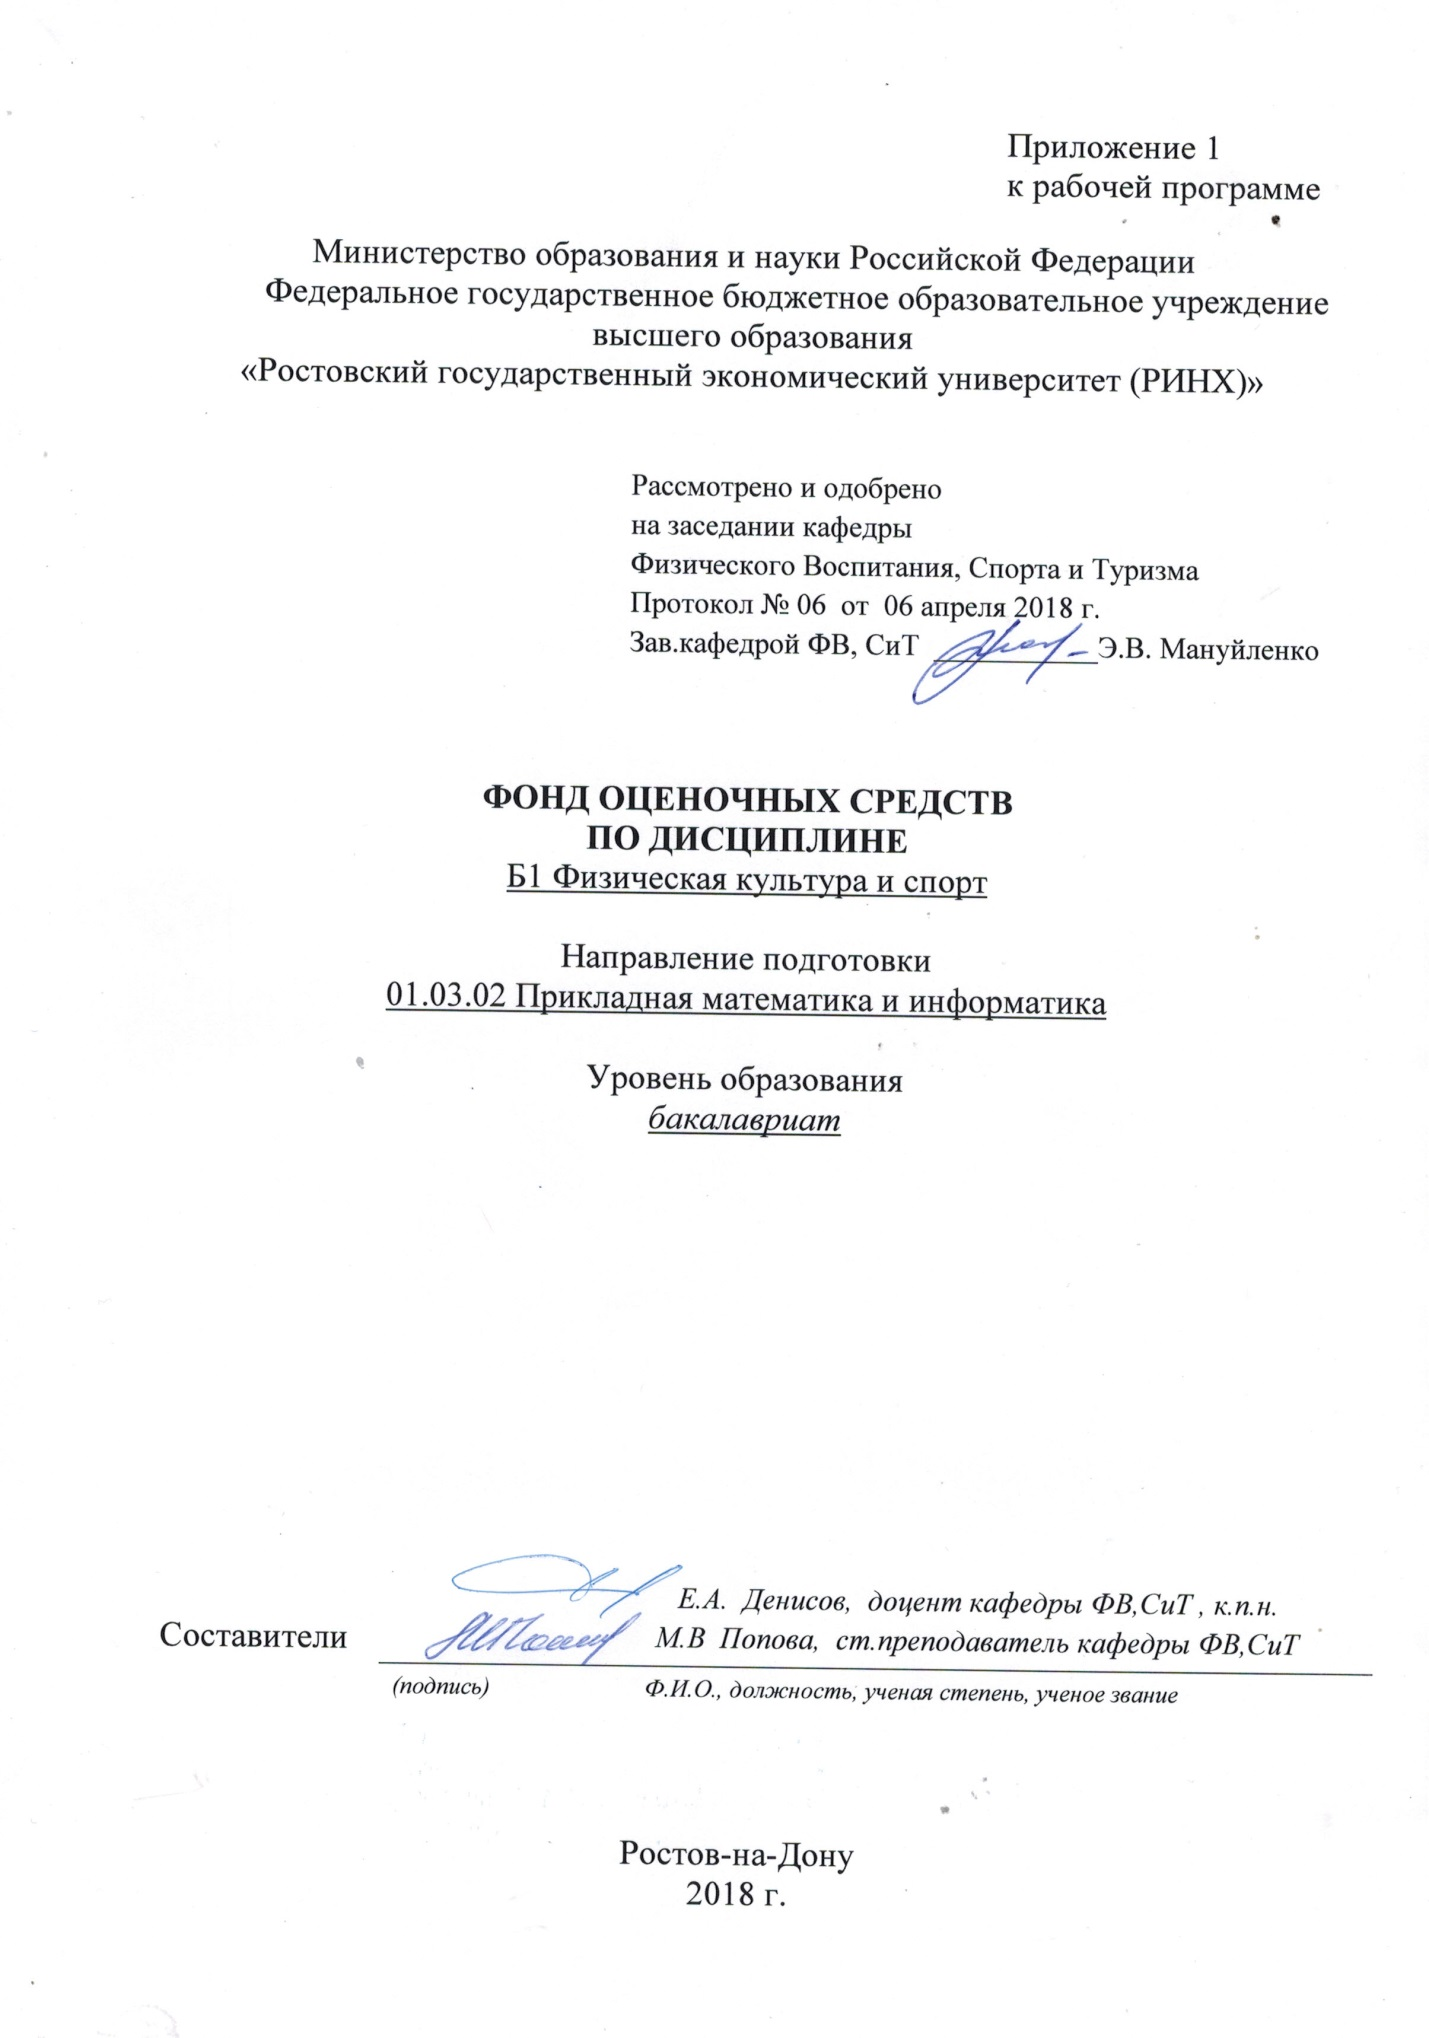 Приложение 1
к рабочей программе
Министерство образования и науки Российской Федерации
Федеральное государственное бюджетное образовательное учреждение
высшего образования
«Ростовский государственный экономический университет (РИНХ)»
Рассмотрено и одобрено
на заседании кафедры
Физического Воспитания, Спорта и Туризма
Протокол № 06 от 06 апреля 2018 г.
Зав.кафедрой ФВ, СиТ ___________Э.В. Мануйленко
ФОНД ОЦЕНОЧНЫХ СРЕДСТВ
ПО ДИСЦИПЛИНЕ
Б1 Физическая культура и спорт
Направление подготовки
01.03.02 Прикладная математика и информатика
Уровень образования
бакалавриат
Е.А. Денисов, доцент кафедры ФВ,СиТ , к.п.н.
Составители М.В Попова, ст.преподаватель кафедры ФВ,СиТ
(подпись) Ф.И.О., должность, ученая степень, ученое звание
Ростов-на-Дону
2018 г.